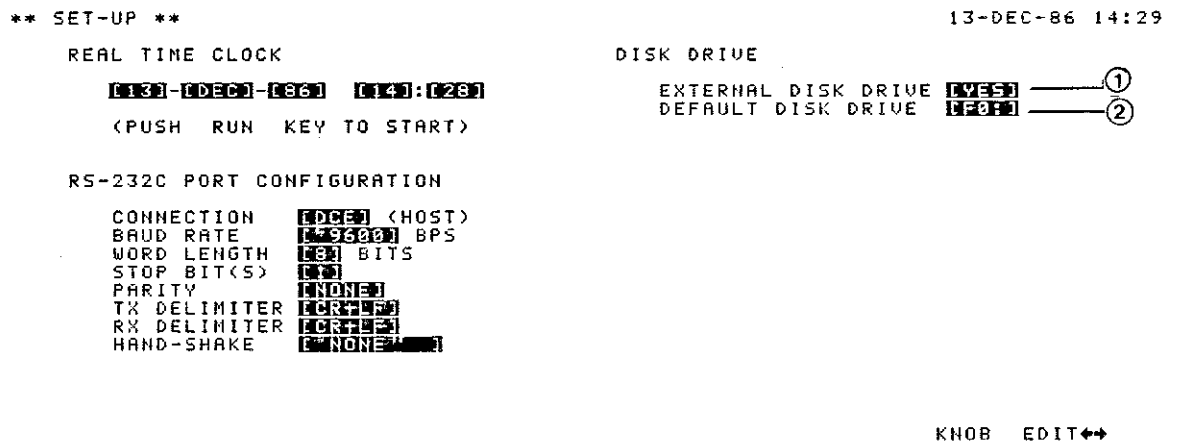 ** SET-UP ** 13-DEC-86 14:29
REAL TIME CLOCK
[13]-[DEC]-[86] [14]:[28]
(PUSH RUN KEY TO START)
DISK DRIVE
EXTERNAL DISK DRIVE [YES] ①
DEFAULT DISK DRIVE [F0:] ②
RS-232C PORT CONFIGURATION
CONNECTION [DCE] (HOST)
BAUD RATE [*9600] BPS
WORD LENGTH [8] BITS
STOP BIT(S) [1]
PARITY [NONE]
TX DELIMITER [CR+LF]
RX DELIMITER [CR+LF]
HAND-SHAKE ["NONE" ]
KNOB EDIT←→